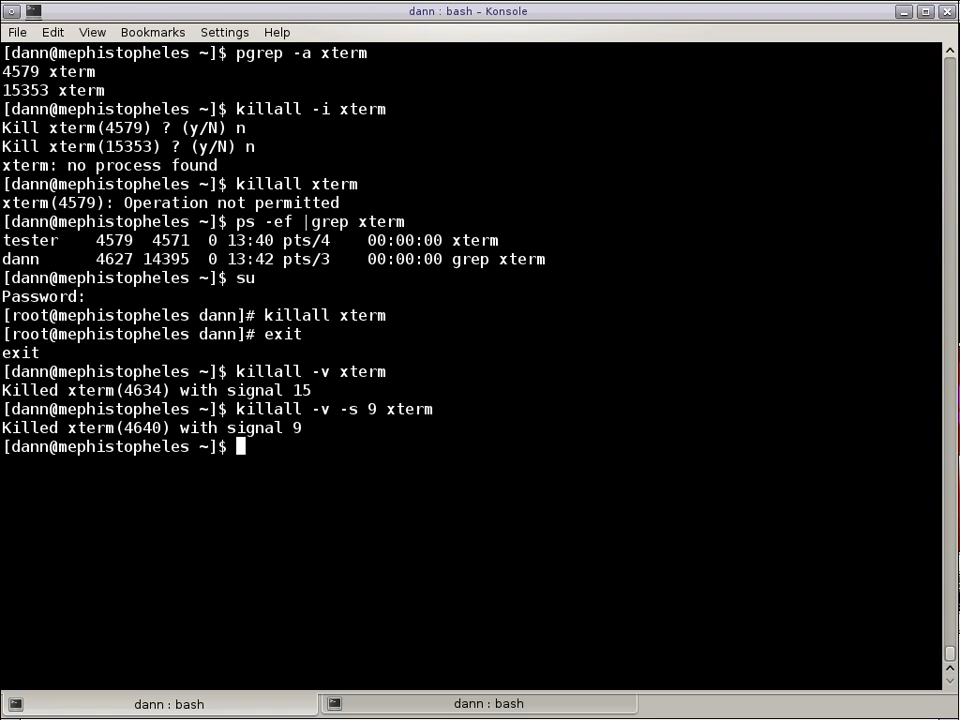 dann : bash - Konsole
File Edit View Bookmarks Settings Help
[dann@mephistopheles ~]$ pgrep -a xterm
4579 xterm
15353 xterm
[dann@mephistopheles ~]$ killall -i xterm
Kill xterm(4579) ? (y/N) n
Kill xterm(15353) ? (y/N) n
xterm: no process found
[dann@mephistopheles ~]$ killall xterm
xterm(4579): Operation not permitted
[dann@mephistopheles ~]$ ps -ef |grep xterm
tester    4579  4571  0 13:40 pts/4    00:00:00 xterm
dann      4627 14395  0 13:42 pts/3    00:00:00 grep xterm
[dann@mephistopheles ~]$ su
Password:
[root@mephistopheles dann]# killall xterm
[root@mephistopheles dann]# exit
exit
[dann@mephistopheles ~]$ killall -v xterm
Killed xterm(4634) with signal 15
[dann@mephistopheles ~]$ killall -v -s 9 xterm
Killed xterm(4640) with signal 9
[dann@mephistopheles ~]$
dann : bash dann : bash